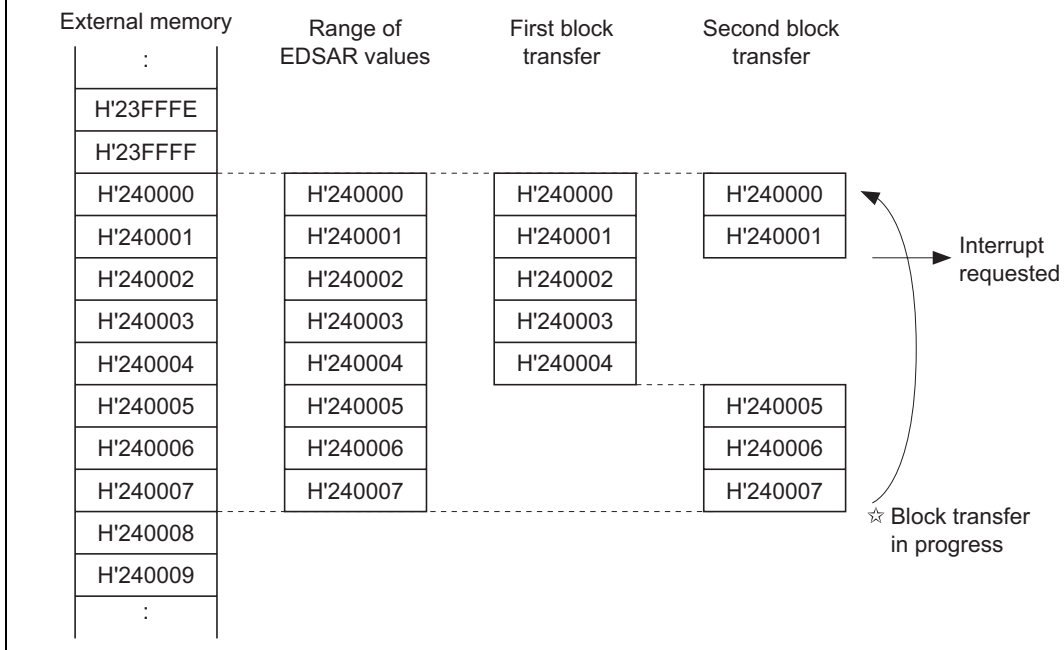 External memory
Range of
EDSAR values
First block
transfer
Second block
transfer
:
H'23FFFE
H'23FFFF
H'240000
H'240001
H'240002
H'240003
H'240004
H'240005
H'240006
H'240007
H'240008
H'240009
:
H'240000
H'240001
H'240002
H'240003
H'240004
H'240005
H'240006
H'240007
H'240000
H'240001
H'240002
H'240003
H'240004
H'240000
H'240001
H'240005
H'240006
H'240007
Interrupt
requested
☆ Block transfer
in progress